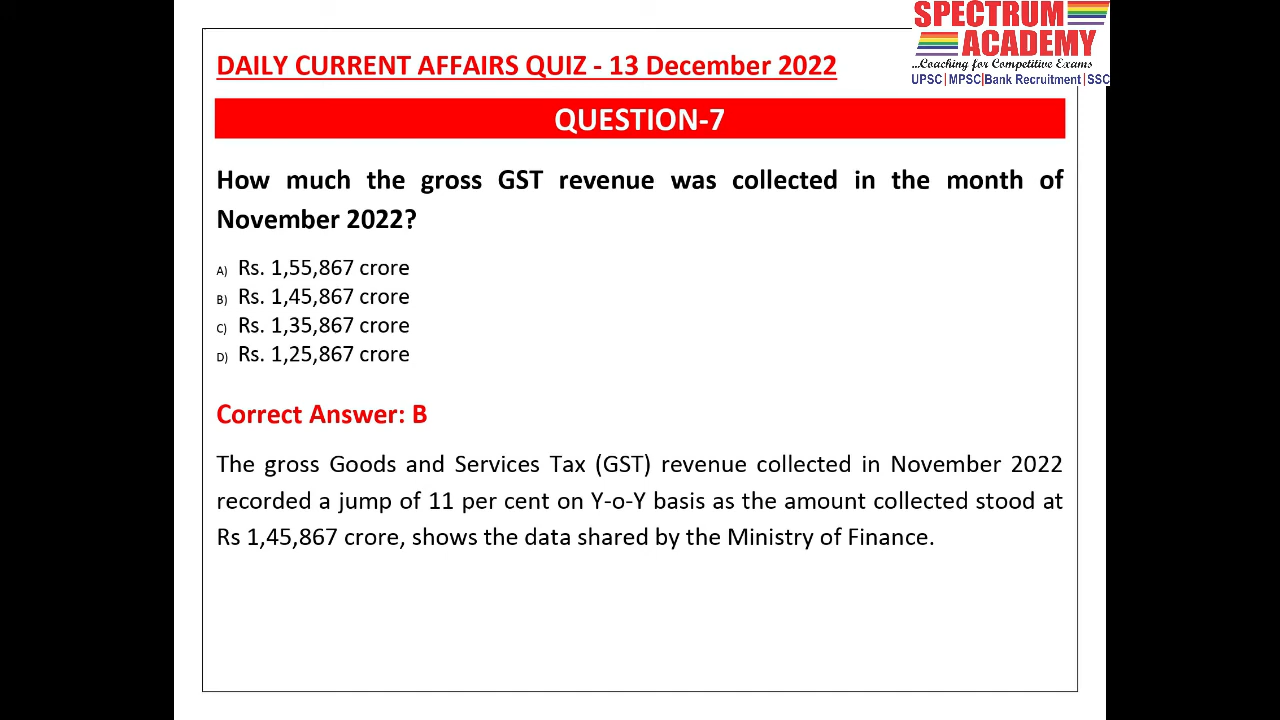 SPECTRUM
ACADEMY
...Coaching for Competitive Exams
UPSC|MPSC|Bank Recruitment|SSC
DAILY CURRENT AFFAIRS QUIZ - 13 December 2022
QUESTION-7
How much the gross GST revenue was collected in the month of
November 2022?
A) Rs. 1,55,867 crore
B) Rs. 1,45,867 crore
C) Rs. 1,35,867 crore
D) Rs. 1,25,867 crore
Correct Answer: B
The gross Goods and Services Tax (GST) revenue collected in November 2022
recorded a jump of 11 per cent on Y-o-Y basis as the amount collected stood at
Rs 1,45,867 crore, shows the data shared by the Ministry of Finance.